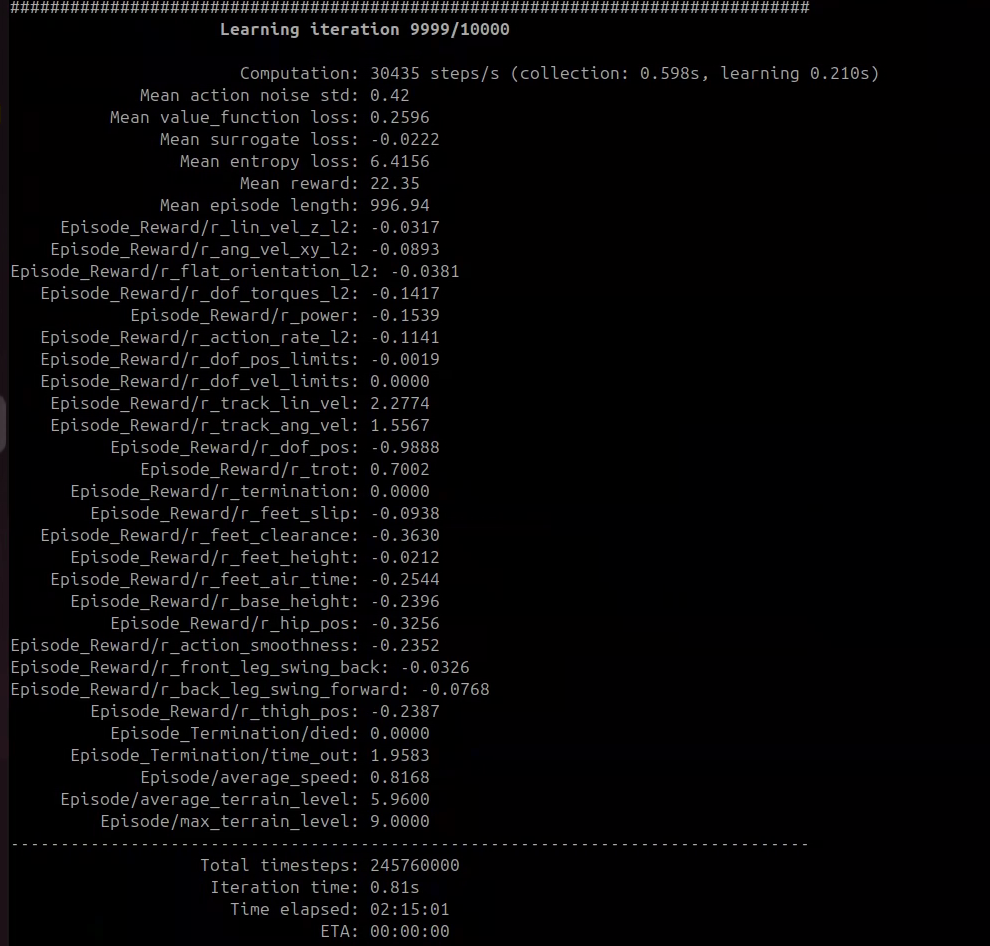 ################################################################################
Learning iteration 9999/10000
Computation: 30435 steps/s (collection: 0.598s, learning 0.210s)
Mean action noise std: 0.42
Mean value_function loss: 0.2596
Mean surrogate loss: -0.0222
Mean entropy loss: 6.4156
Mean reward: 22.35
Mean episode length: 996.94
Episode_Reward/r_lin_vel_z_l2: -0.0317
Episode_Reward/r_ang_vel_xy_l2: -0.0893
Episode_Reward/r_flat_orientation_l2: -0.0381
Episode_Reward/r_dof_torques_l2: -0.1417
Episode_Reward/r_power: -0.1539
Episode_Reward/r_action_rate_l2: -0.1141
Episode_Reward/r_dof_pos_limits: -0.0019
Episode_Reward/r_dof_vel_limits: 0.0000
Episode_Reward/r_track_lin_vel: 2.2774
Episode_Reward/r_track_ang_vel: 1.5567
Episode_Reward/r_dof_pos: -0.9888
Episode_Reward/r_trot: 0.7002
Episode_Reward/r_termination: 0.0000
Episode_Reward/r_feet_slip: -0.0938
Episode_Reward/r_feet_clearance: -0.3630
Episode_Reward/r_feet_height: -0.0212
Episode_Reward/r_feet_air_time: -0.2544
Episode_Reward/r_base_height: -0.2396
Episode_Reward/r_hip_pos: -0.3256
Episode_Reward/r_action_smoothness: -0.2352
Episode_Reward/r_front_leg_swing_back: -0.0326
Episode_Reward/r_back_leg_swing_forward: -0.0768
Episode_Reward/r_thigh_pos: -0.2387
Episode_Termination/died: 0.0000
Episode_Termination/time_out: 1.9583
Episode/average_speed: 0.8168
Episode/average_terrain_level: 5.9600
Episode/max_terrain_level: 9.0000
--------------------------------------------------------------------------------
Total timesteps: 245760000
Iteration time: 0.81s
Time elapsed: 02:15:01
ETA: 00:00:00